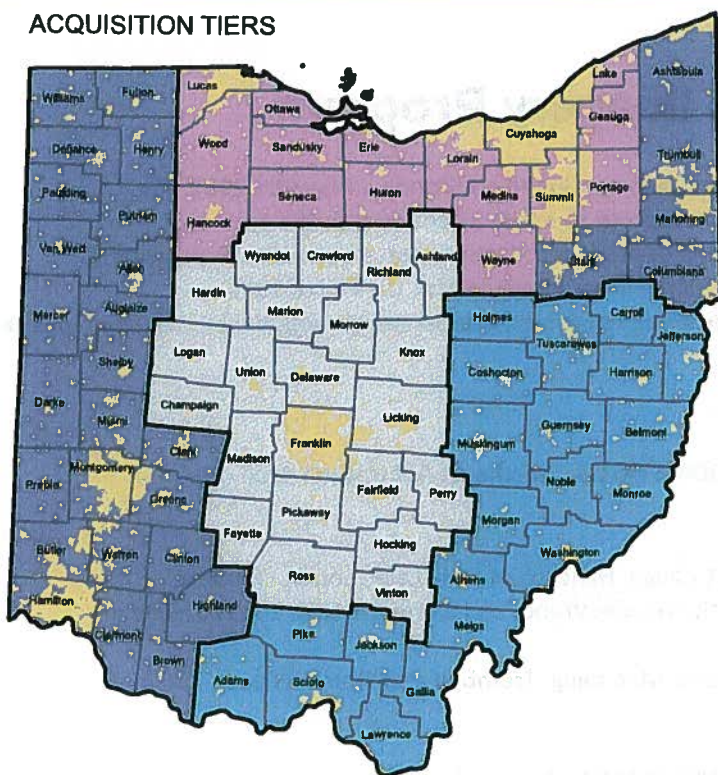 ACQUISITION TIERS
Williams
Fulton
Lucas
Ottawa
Lake
Ashtabula
Defiance
Henry
Wood
Sandusky
Erie
Lorain
Cuyahoga
Geauga
Trumbull
Paulding
Putnam
Hancock
Seneca
Huron
Medina
Summit
Portage
Mahoning
Van Wert
Allen
Wyandot
Crawford
Richland
Ashland
Wayne
Stark
Columbiana
Mercer
Auglaize
Hardin
Marion
Morrow
Holmes
Carroll
Jefferson
Tuscarawas
Shelby
Logan
Union
Knox
Delaware
Coshocton
Harrison
Darke
Miami
Champaign
Licking
Franklin
Guernsey
Belmont
Muskingum
Clark
Madison
Montgomery
Preble
Greene
Fairfield
Perry
Noble
Monroe
Pickaway
Morgan
Fayette
Butler
Warren
Clinton
Hocking
Washington
Ross
Athens
Vinton
Hamilton
Highland
Pike
Jackson
Meigs
Clermont
Brown
Adams
Scioto
Gallia
Lawrence